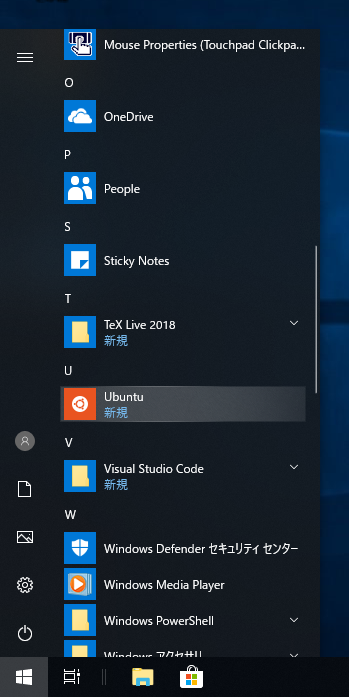 Mouse Properties (Touchpad Clickpa...
O
OneDrive
P
People
S
Sticky Notes
T
TeX Live 2018
新規
U
Ubuntu
新規
V
Visual Studio Code
新規
W
Windows Defender セキュリティ センター
Windows Media Player
Windows PowerShell
Windows アクセサリ